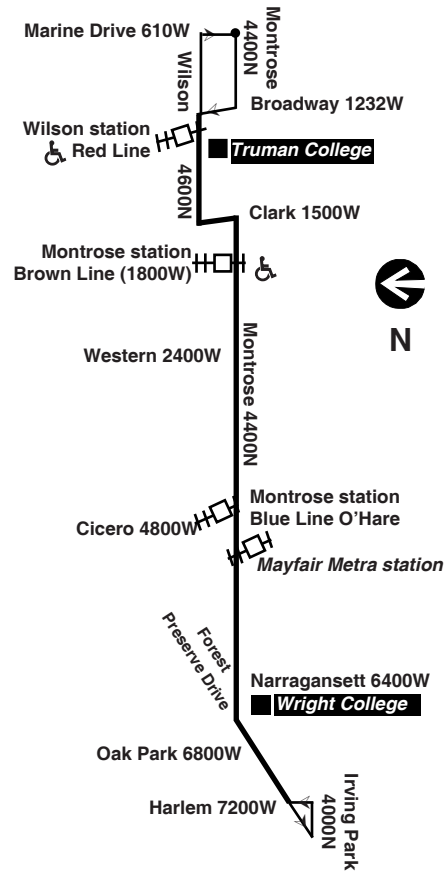 Marine Drive 610W
Montrose
4400N
Wilson
Broadway 1232W
Wilson station
Red Line
Truman College
4600N
Clark 1500W
Montrose station
Brown Line (1800W)
N
Western 2400W
Montrose 4400N
Montrose station
Blue Line O’Hare
Cicero 4800W
Mayfair Metra station
Forest
Preserve Drive
Narragansett 6400W
Wright College
Oak Park 6800W
Harlem 7200W
Irving Park
4000N